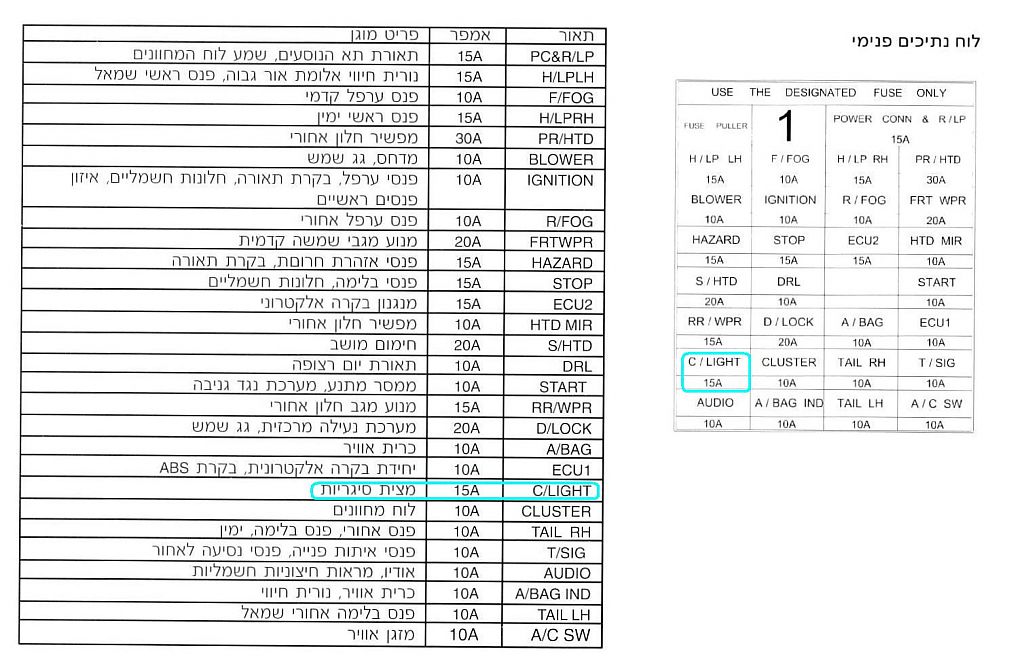 לוח נתיכים פנימי
תאור אמפר פריט מוגן
PC&R/LP 15A תאורת תא הנוסעים, שמע לוח המחוונים
H/LPLH 15A נורית חיווי אלומת אור גבוה, פנס ראשי שמאל
F/FOG 10A פנס ערפל קדמי
H/LPRH 15A פנס ראשי ימין
PR/HTD 30A מפשיר חלון אחורי
BLOWER 10A מדחס, גג שמש
IGNITION 10A פנסי ערפל, בקרת תאורה, חלונות חשמליים, איזון
פנסים ראשיים
R/FOG 10A פנס ערפל אחורי
FRTWPR 20A מנוע מגבי שמשה קדמית
HAZARD 15A פנסי אזהרת חרומת, בקרת תאורה
STOP 15A פנסי בלימה, חלונות חשמליים
ECU2 15A מנגנון בקרה אלקטרוני
HTD MIR 10A מפשיר חלון אחורי
S/HTD 20A חימום מושב
DRL 10A תאורת יום רצופה
START 10A ממסר מתנע, מערכת נגד גניבה
RR/WPR 15A מנוע מגב חלון אחורי
D/LOCK 20A מערכת נעילה מרכזית, גג שמש
A/BAG 10A כרית אוויר
ECU1 10A יחידת בקרה אלקטרונית, בקרת ABS
C/LIGHT 15A מצית סיגריות
CLUSTER 10A לוח מחוונים
TAIL RH 10A פנס אחורי, פנס בלימה, ימין
T/SIG 10A פנסי איתות פנייה, פנסי נסיעה לאחור
AUDIO 10A אודיו, מראות חיצוניות חשמליות
A/BAG IND 10A כרית אוויר, נורית חיווי
TAIL LH 10A פנס בלימה אחורי שמאל
A/C SW 10A מזגן אוויר
USE THE DESIGNATED FUSE ONLY
FUSE PULLER 1 POWER CONN & R/LP
15A
H/LP LH F/FOG H/LP RH PR/HTD
15A 10A 15A 30A
BLOWER IGNITION R/FOG FRT WPR
10A 10A 10A 20A
HAZARD STOP ECU2 HTD MIR
15A 15A 15A 10A
S/HTD DRL START
20A 10A 10A
RR/WPR D/LOCK A/BAG ECU1
15A 20A 10A 10A
C/LIGHT CLUSTER TAIL RH T/SIG
15A 10A 10A 10A
AUDIO A/BAG IND TAIL LH A/C SW
10A 10A 10A 10A